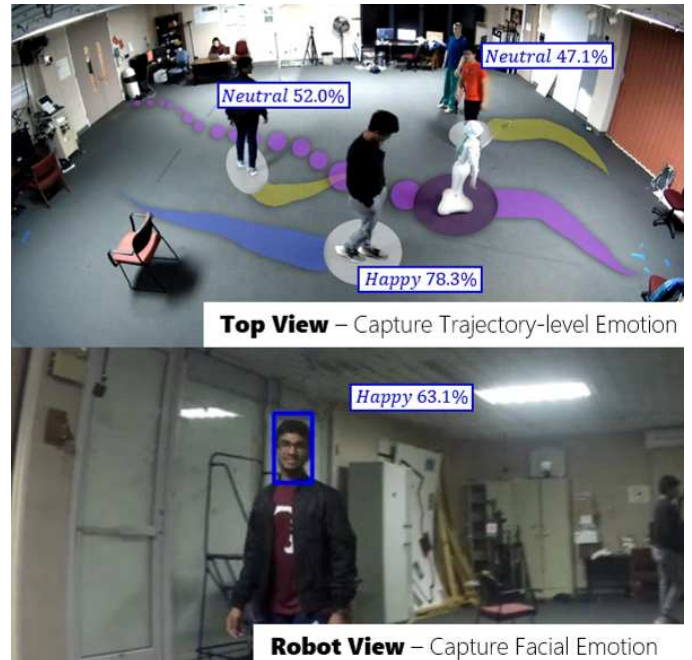 Neutral 47.1%
Neutral 52.0%
Happy 78.3%
Top View – Capture Trajectory-level Emotion
Happy 63.1%
Robot View – Capture Facial Emotion